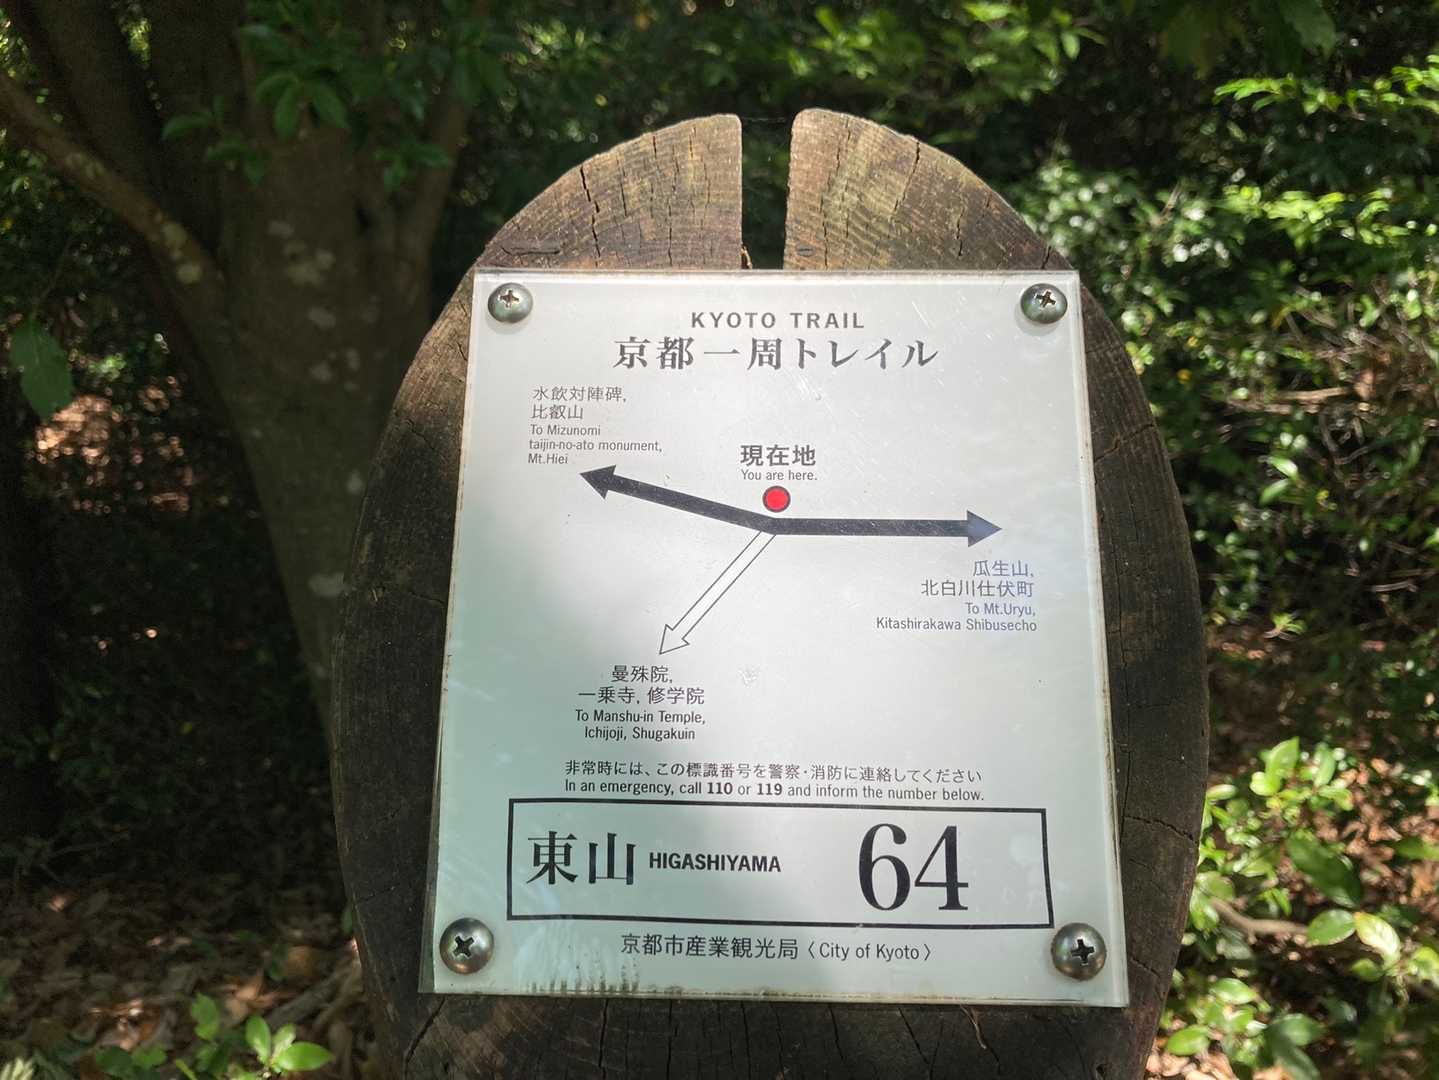 KYOTO TRAIL
京都一周トレイル
水飲対陣碑,
比叡山
To Mizunomi
taijin-no-ato monument,
Mt.Hiei
現在地
You are here.
瓜生山,
北白川仕伏町
To Mt.Uryu,
Kitashirakawa Shibusecho
曼殊院,
一乗寺, 修学院
To Manshu-in Temple,
Ichijoji, Shugakuin
非常時には、この標識番号を警察・消防に連絡してください
In an emergency, call 110 or 119 and inform the number below.
東山 HIGASHIYAMA 64
京都市産業観光局〈City of Kyoto〉